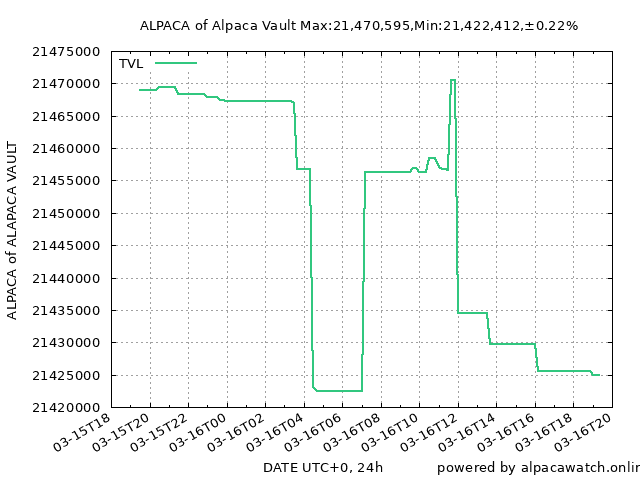 ALPACA of Alpaca Vault Max:21,470,595,Min:21,422,412,±0.22%
21475000
21470000
21465000
21460000
21455000
21450000
21445000
21440000
21435000
21430000
21425000
21420000
TVL
ALPACA of ALAPACA VAULT
03-15T18
03-15T20
03-15T22
03-16T00
03-16T02
03-16T04
03-16T06
03-16T08
03-16T10
03-16T12
03-16T14
03-16T16
03-16T18
03-16T20
DATE UTC+0, 24h
powered by alpacawatch.onlin